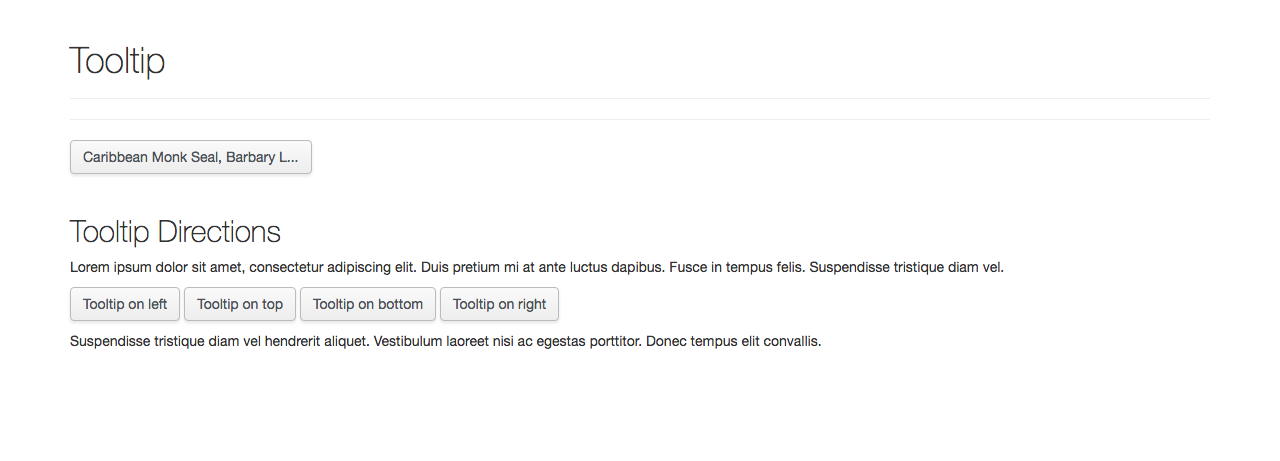 Tooltip
Caribbean Monk Seal, Barbary L...
Tooltip Directions
Lorem ipsum dolor sit amet, consectetur adipiscing elit. Duis pretium mi at ante luctus dapibus. Fusce in tempus felis. Suspendisse tristique diam vel.
Tooltip on left Tooltip on top Tooltip on bottom Tooltip on right
Suspendisse tristique diam vel hendrerit aliquet. Vestibulum laoreet nisi ac egestas porttitor. Donec tempus elit convallis.